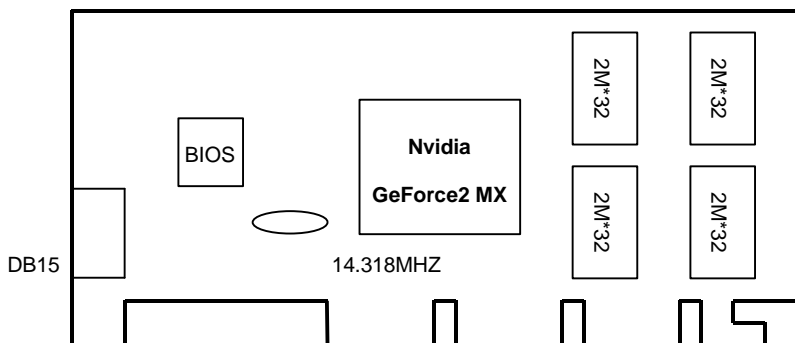 2M*32
2M*32
BIOS
Nvidia
GeForce2 MX
2M*32
2M*32
DB15
14.318MHZ